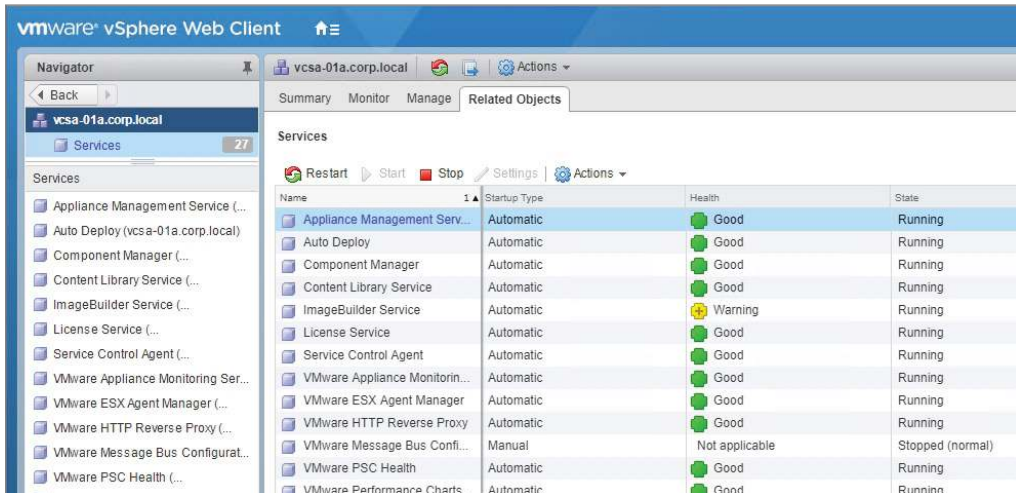 vmware® vSphere Web Client
Navigator
Back
vcsa-01a.corp.local
Services 27
Services
Appliance Management Service (...
Auto Deploy (vcsa-01a.corp.local)
Component Manager (...
Content Library Service (...
ImageBuilder Service (...
License Service (...
Service Control Agent (...
VMware Appliance Monitoring Ser...
VMware ESX Agent Manager (...
VMware HTTP Reverse Proxy (...
VMware Message Bus Configurat...
VMware PSC Health (...
vcsa-01a.corp.local Actions
Summary Monitor Manage Related Objects
Services
Restart Start Stop Settings Actions
Name 1 Startup Type Health State
Appliance Management Serv... Automatic Good Running
Auto Deploy Automatic Good Running
Component Manager Automatic Good Running
Content Library Service Automatic Good Running
ImageBuilder Service Automatic Warning Running
License Service Automatic Good Running
Service Control Agent Automatic Good Running
VMware Appliance Monitorin... Automatic Good Running
VMware ESX Agent Manager Automatic Good Running
VMware HTTP Reverse Proxy Automatic Good Running
VMware Message Bus Confi... Manual Not applicable Stopped (normal)
VMware PSC Health Automatic Good Running
VMware Performance Charts Automatic Good Running